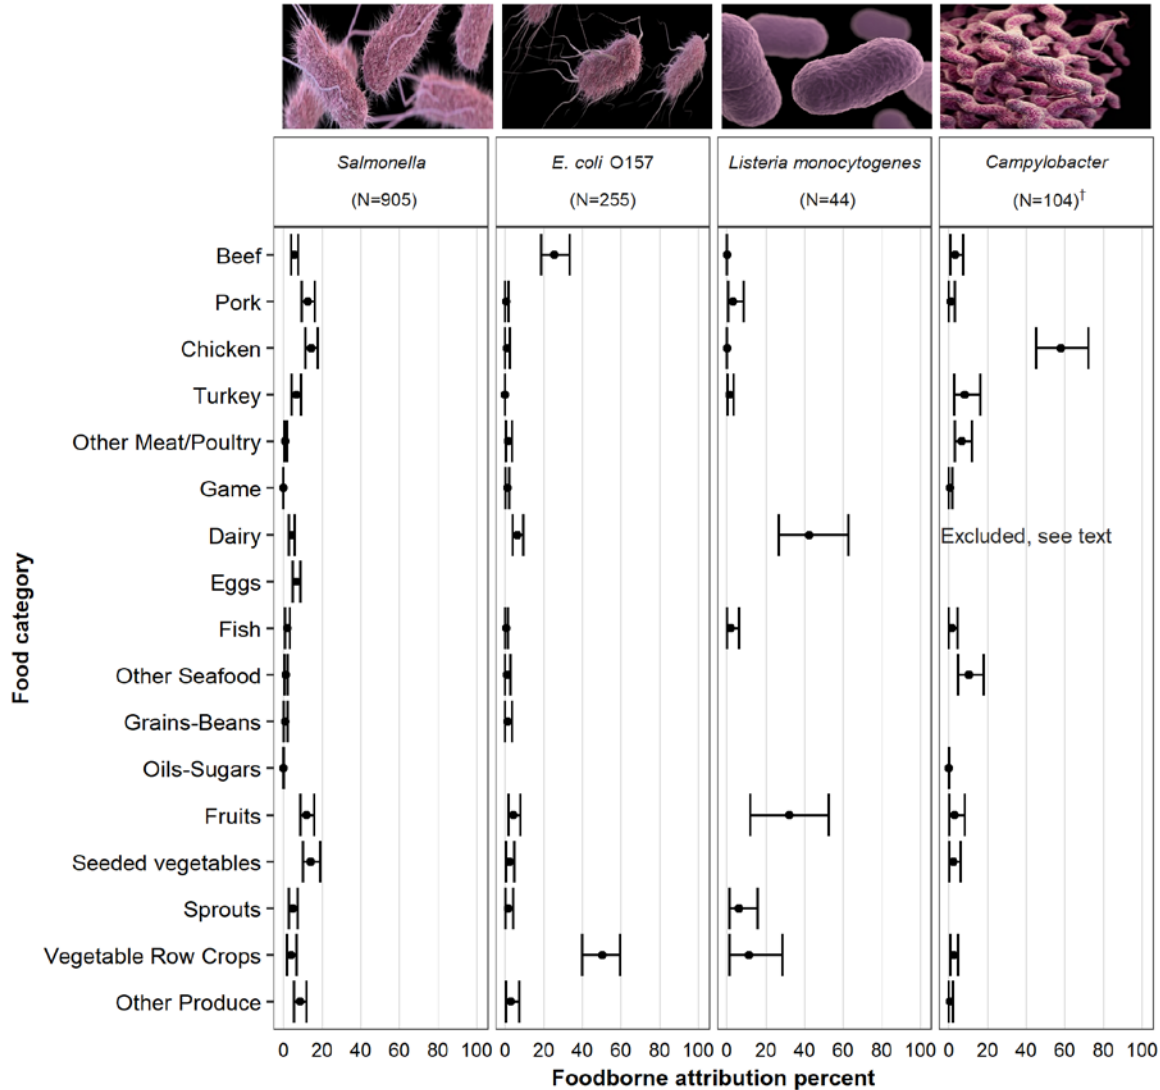 Salmonella
(N=905)
E. coli O157
(N=255)
Listeria monocytogenes
(N=44)
Campylobacter
(N=104)†
Food category
Beef
Pork
Chicken
Turkey
Other Meat/Poultry
Game
Dairy
Excluded, see text
Eggs
Fish
Other Seafood
Grains-Beans
Oils-Sugars
Fruits
Seeded vegetables
Sprouts
Vegetable Row Crops
Other Produce
0 20 40 60 80 100 0 20 40 60 80 100 0 20 40 60 80 100 0 20 40 60 80 100
Foodborne attribution percent